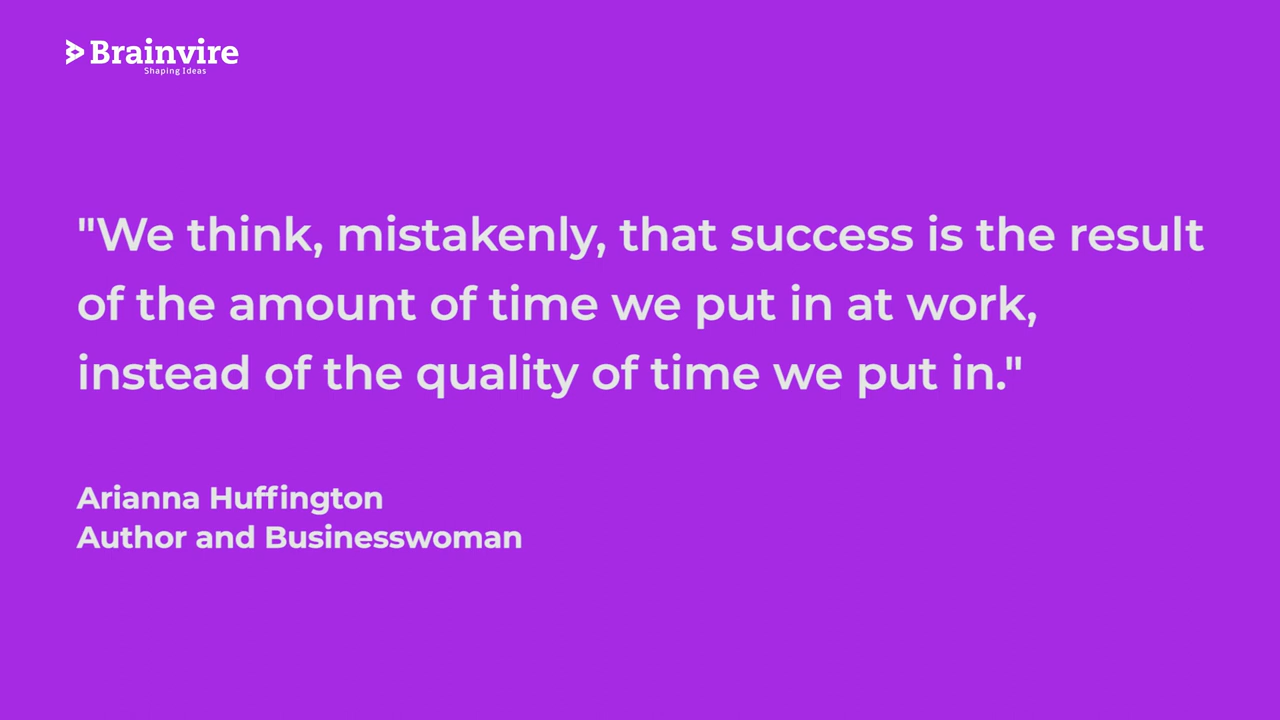 Brainvire
Shaping Ideas
"We think, mistakenly, that success is the result
of the amount of time we put in at work,
instead of the quality of time we put in."
Arianna Huffington
Author and Businesswoman